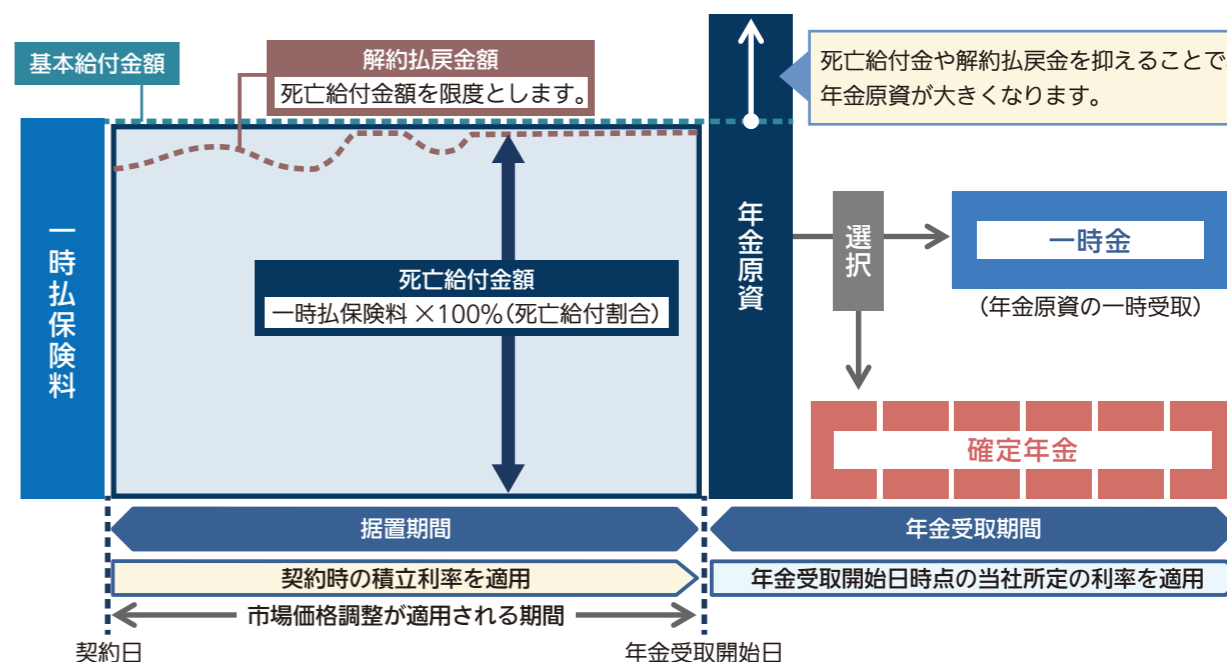 基本給付金額
解約払戻金額
死亡給付金額を限度とします。
死亡給付金や解約払戻金を抑えることで
年金原資が大きくなります。
一時払保険料
死亡給付金額
一時払保険料×100%(死亡給付割合)
年金原資
選択
一時金
(年金原資の一時受取)
確定年金
据置期間
年金受取期間
契約時の積立利率を適用
年金受取開始日時点の当社所定の利率を適用
市場価格調整が適用される期間
契約日
年金受取開始日